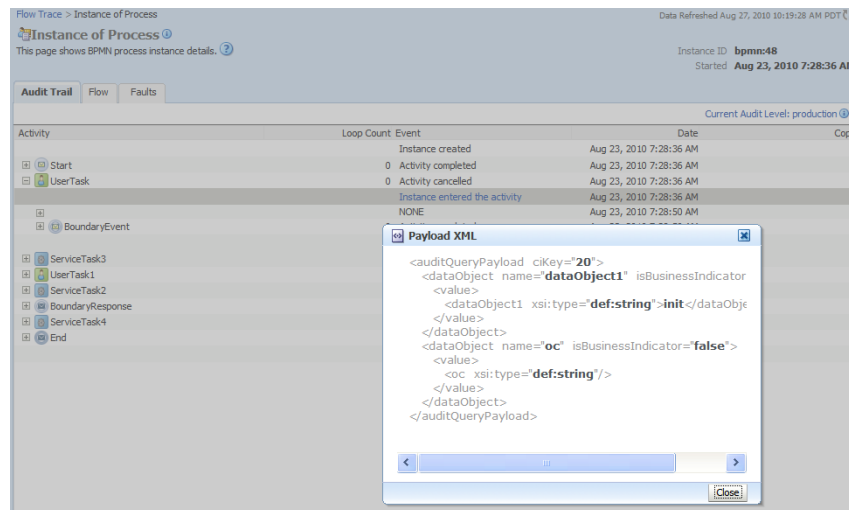 Flow Trace > Instance of Process
Data Refreshed Aug 27, 2010 10:19:28 AM PDT
Instance of Process
This page shows BPMN process instance details.
Instance ID bpmn:48
Started Aug 23, 2010 7:28:36 AM
Audit Trail Flow Faults
Current Audit Level: production
Activity Loop Count Event Date Cop
Instance created Aug 23, 2010 7:28:36 AM
Start 0 Activity completed Aug 23, 2010 7:28:36 AM
UserTask 0 Activity cancelled Aug 23, 2010 7:28:36 AM
Instance entered the activity Aug 23, 2010 7:28:36 AM
NONE Aug 23, 2010 7:28:50 AM
BoundaryEvent
ServiceTask3
UserTask1
ServiceTask2
BoundaryResponse
ServiceTask4
End
Payload XML
<auditQueryPayload ciKey="20">
<dataObject name="dataObject1" isBusinessIndicator
<value>
<dataObject1 xsi:type="def:string">init</dataObje
</value>
</dataObject>
<dataObject name="oc" isBusinessIndicator="false">
<value>
<oc xsi:type="def:string"/>
</value>
</dataObject>
</auditQueryPayload>
Close